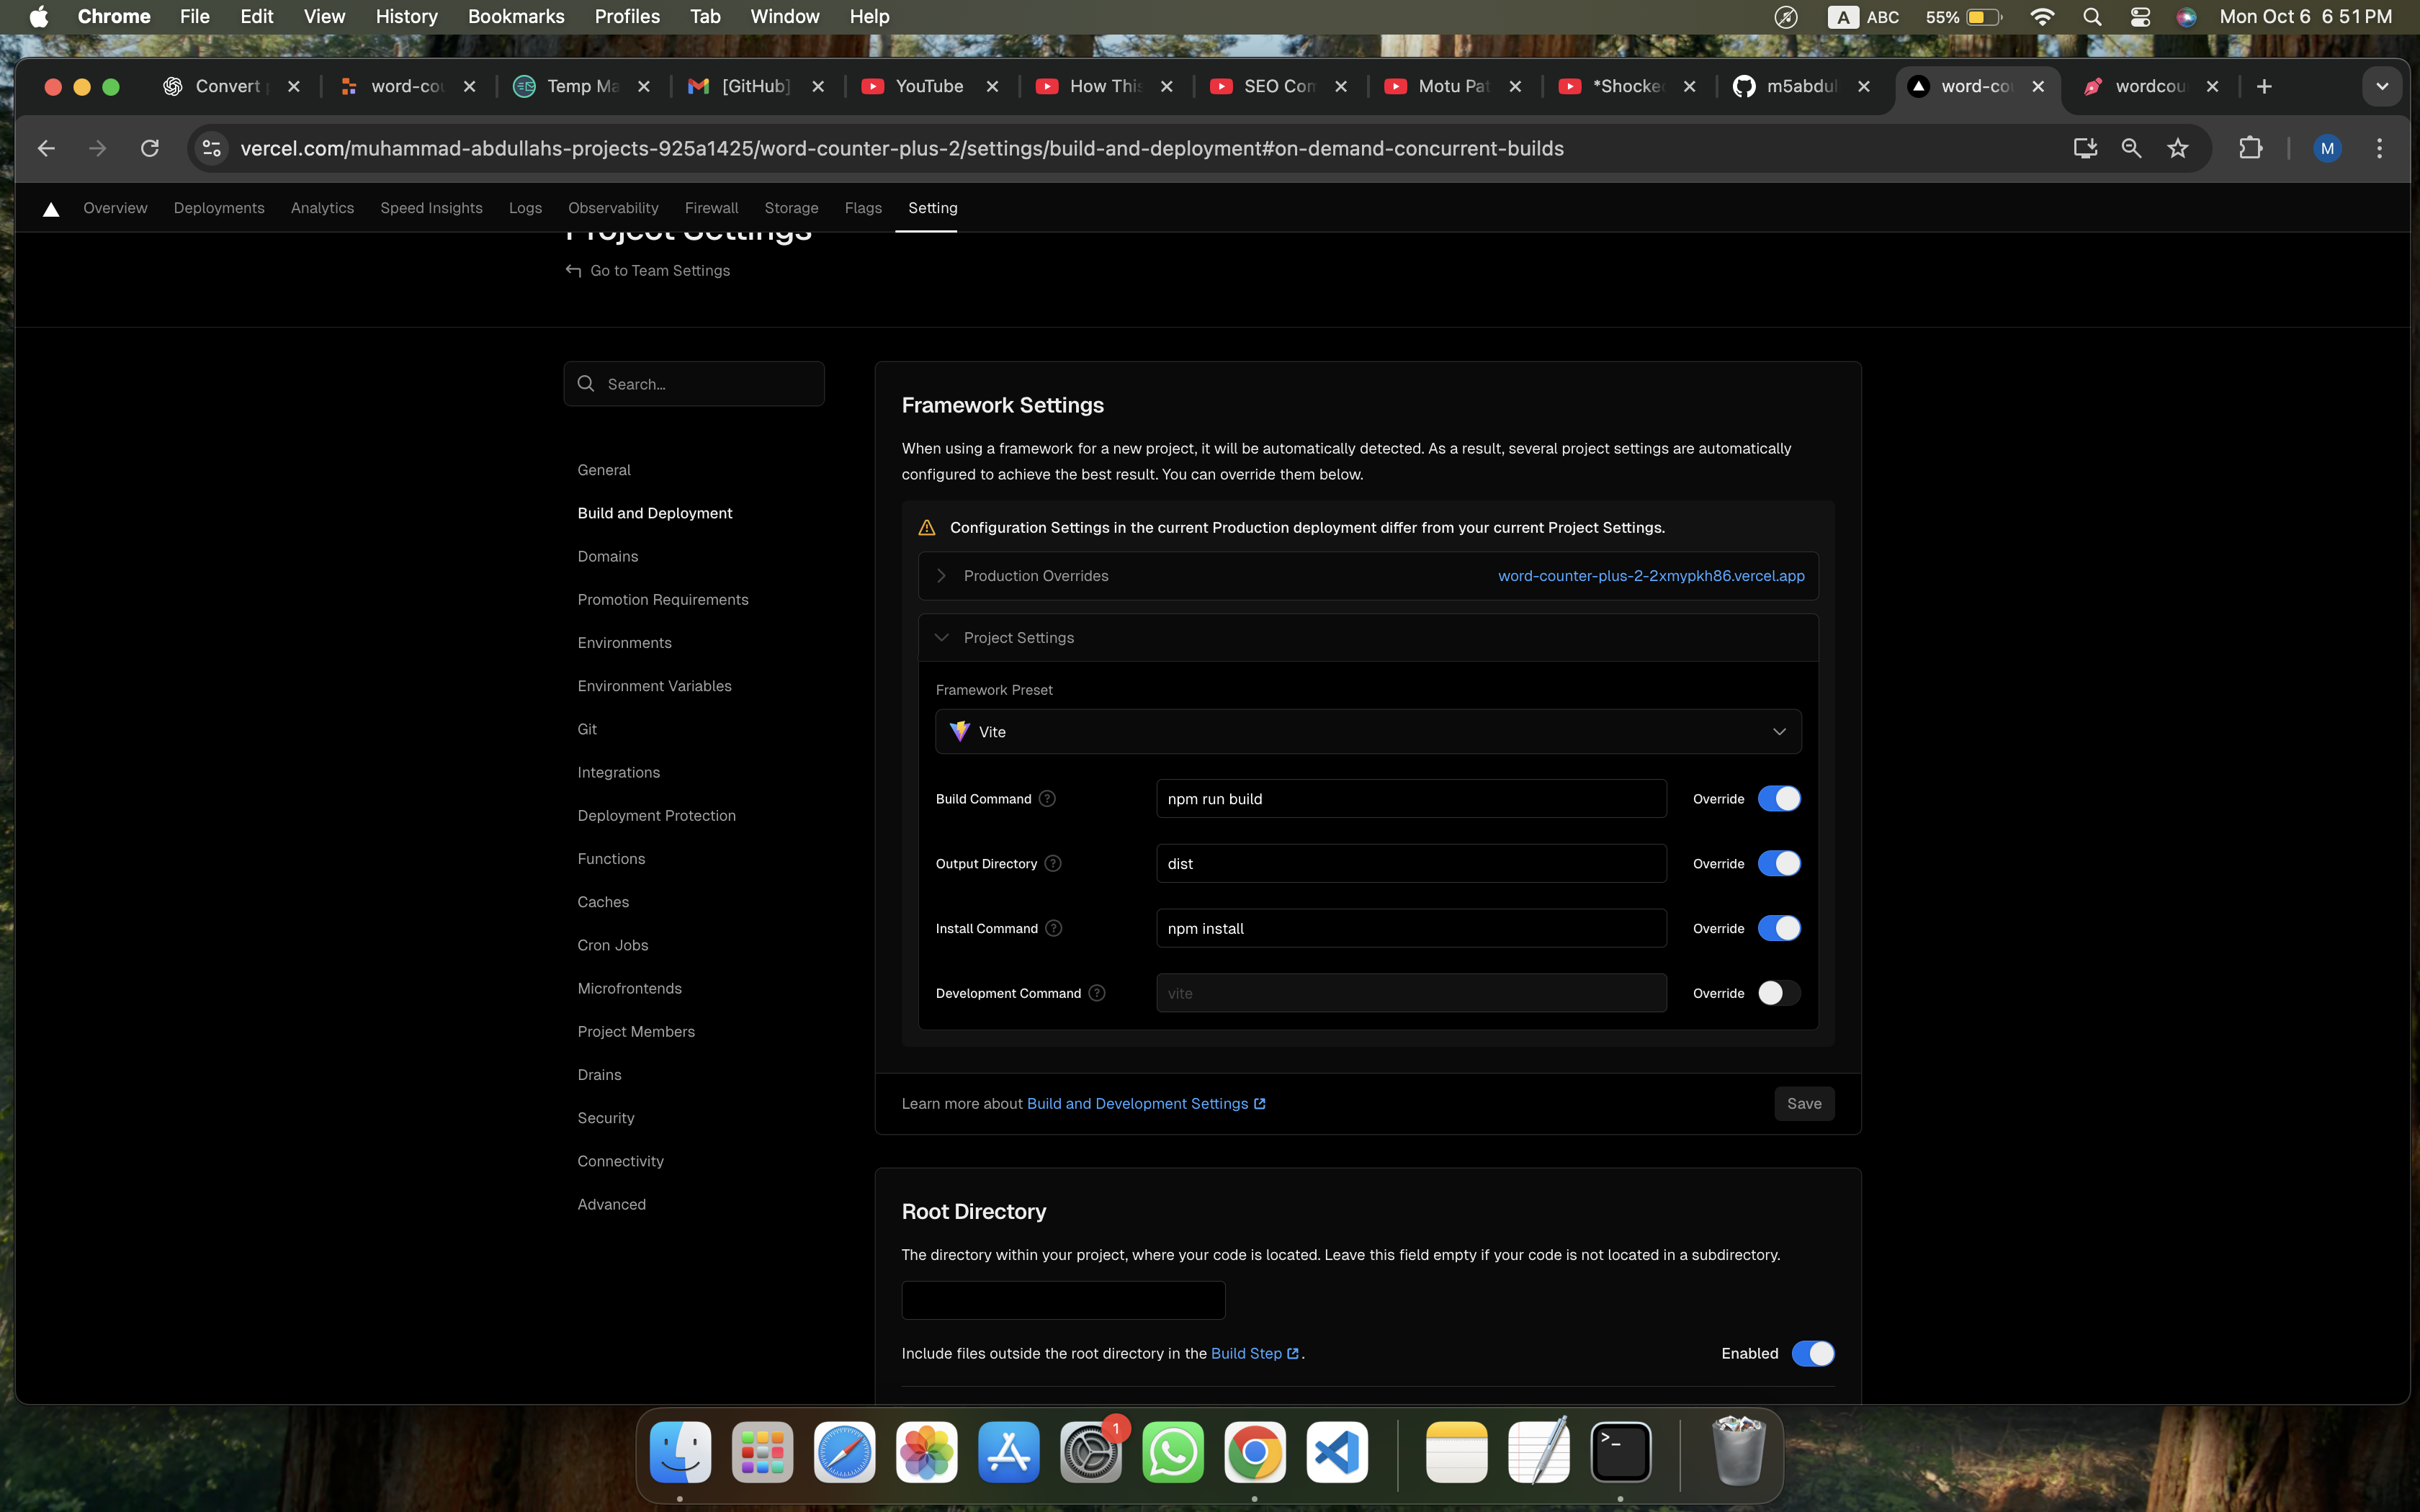 Chrome File Edit View History Bookmarks Profiles Tab Window Help
A ABC 55% Mon Oct 6 6 51 PM
Convert word-cou Temp Ma [GitHub] YouTube How This SEO Con Motu Pat *Shocke m5abdul word-co wordcou
vercel.com/muhammad-abdullahs-projects-925a1425/word-counter-plus-2/settings/build-and-deployment#on-demand-concurrent-builds
M
Overview Deployments Analytics Speed Insights Logs Observability Firewall Storage Flags Setting
Project Settings
Go to Team Settings
Search...
General
Build and Deployment
Domains
Promotion Requirements
Environments
Environment Variables
Git
Integrations
Deployment Protection
Functions
Caches
Cron Jobs
Microfrontends
Project Members
Drains
Security
Connectivity
Advanced
Framework Settings
When using a framework for a new project, it will be automatically detected. As a result, several project settings are automatically
configured to achieve the best result. You can override them below.
Configuration Settings in the current Production deployment differ from your current Project Settings.
Production Overrides word-counter-plus-2-2xmypkh86.vercel.app
Project Settings
Framework Preset
Vite
Build Command ? npm run build Override
Output Directory ? dist Override
Install Command ? npm install Override
Development Command ? vite Override
Learn more about Build and Development Settings Save
Root Directory
The directory within your project, where your code is located. Leave this field empty if your code is not located in a subdirectory.
Include files outside the root directory in the Build Step. Enabled
1